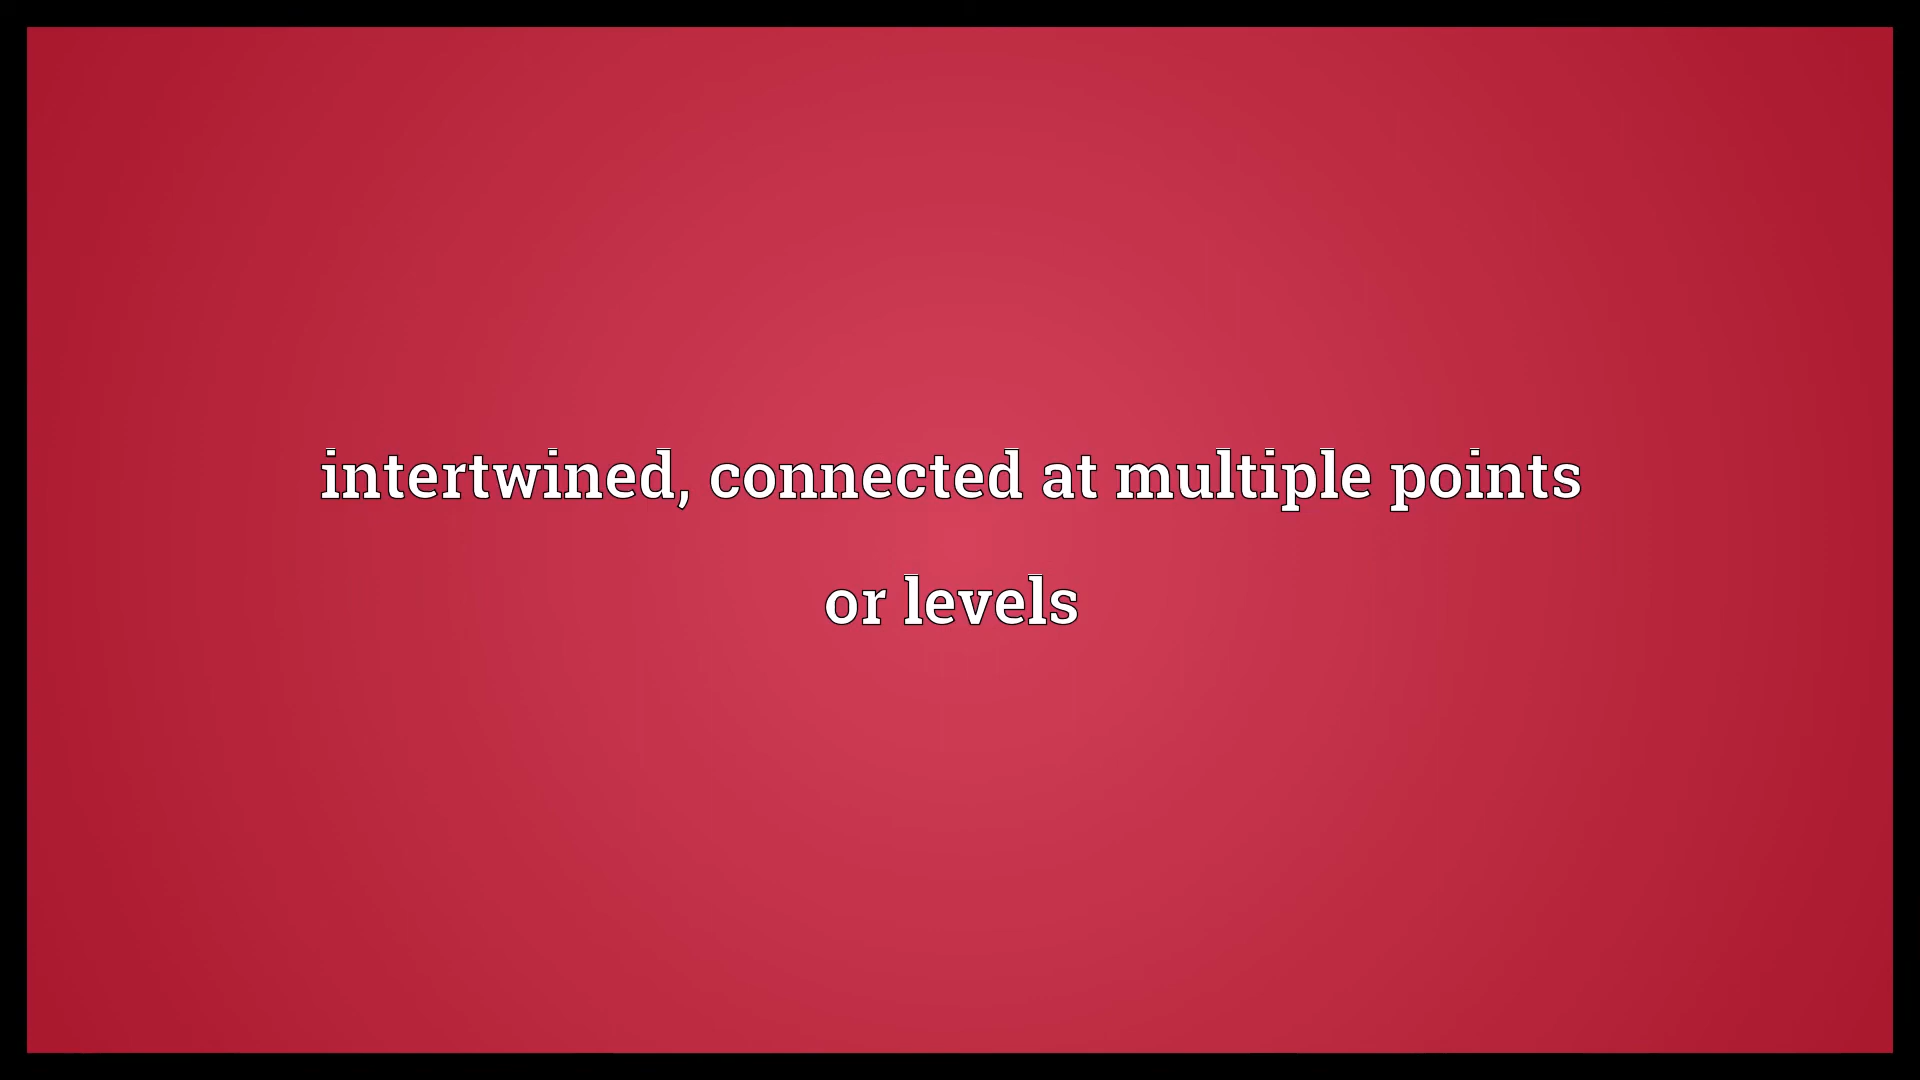 intertwined, connected at multiple points
or levels